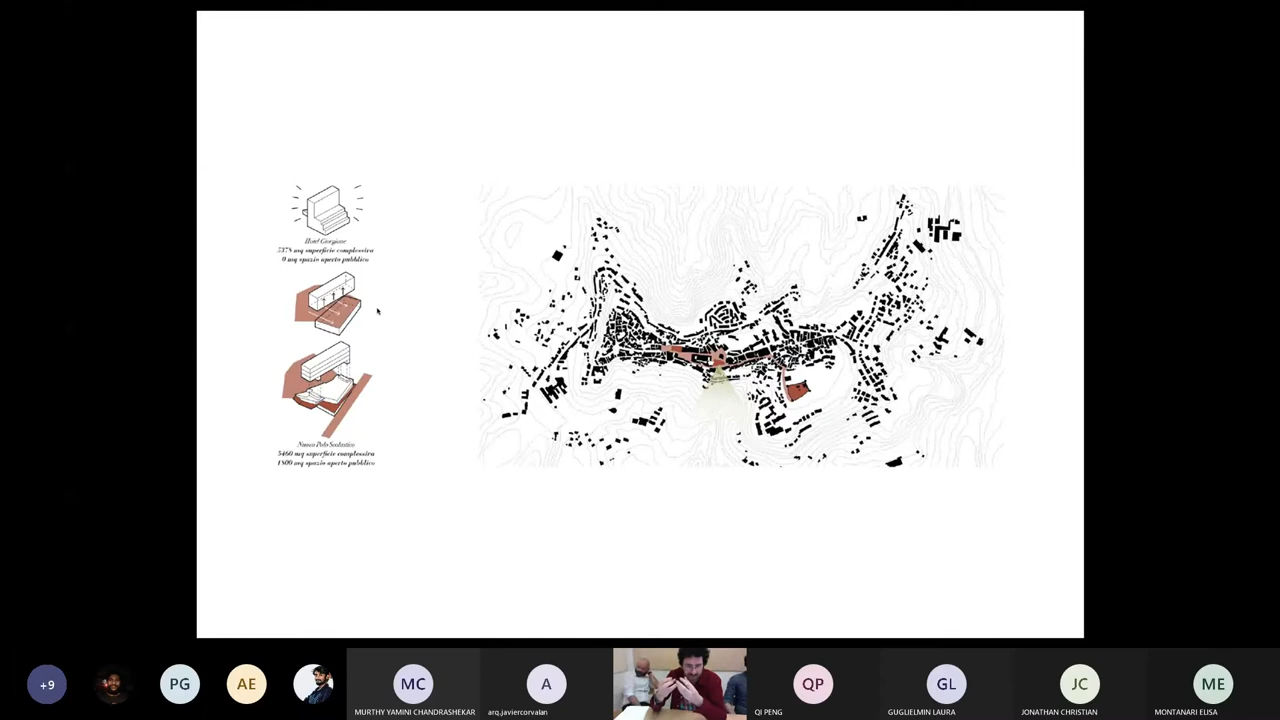 Hotel Giorgione
5378 mq superficie complessiva
0 mq spazio aperto pubblico
Nuovo Polo Scolastico
5460 mq superficie complessiva
1800 mq spazio aperto pubblico
+9
PG
AE
MC
MURTHY YAMINI CHANDRASHEKAR
A
arq.javiercorvalan
QP
QI PENG
GL
GUGLIELMIN LAURA
JC
JONATHAN CHRISTIAN
ME
MONTANARI ELISA